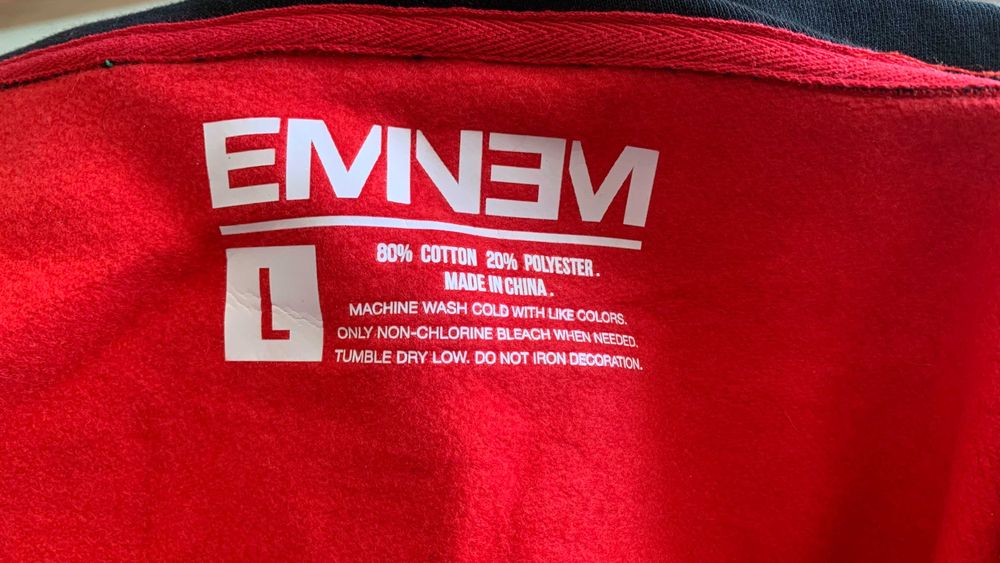 EMINEM
L
80% COTTON 20% POLYESTER.
MADE IN CHINA.
MACHINE WASH COLD WITH LIKE COLORS.
ONLY NON-CHLORINE BLEACH WHEN NEEDED.
TUMBLE DRY LOW. DO NOT IRON DECORATION.